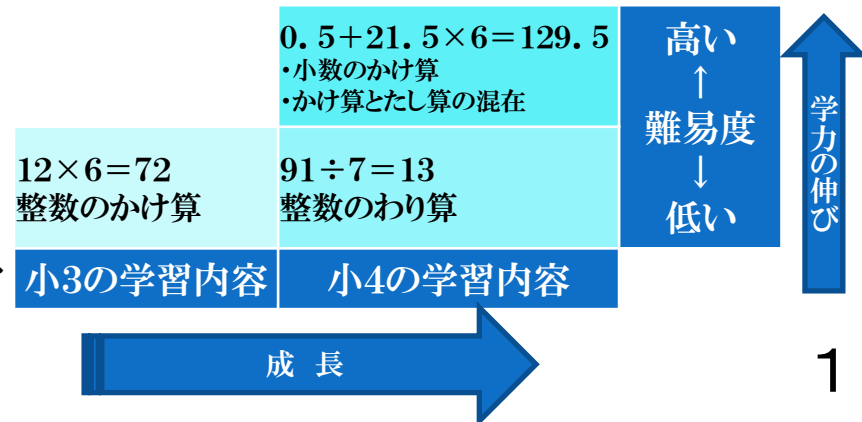 0.5+21.5×6=129.5
・小数のかけ算
・かけ算とたし算の混在
12×6=72
整数のかけ算
91÷7=13
整数のわり算
高い
↑
難易度
↓
低い
学力の伸び
小3の学習内容
小4の学習内容
成 長
1